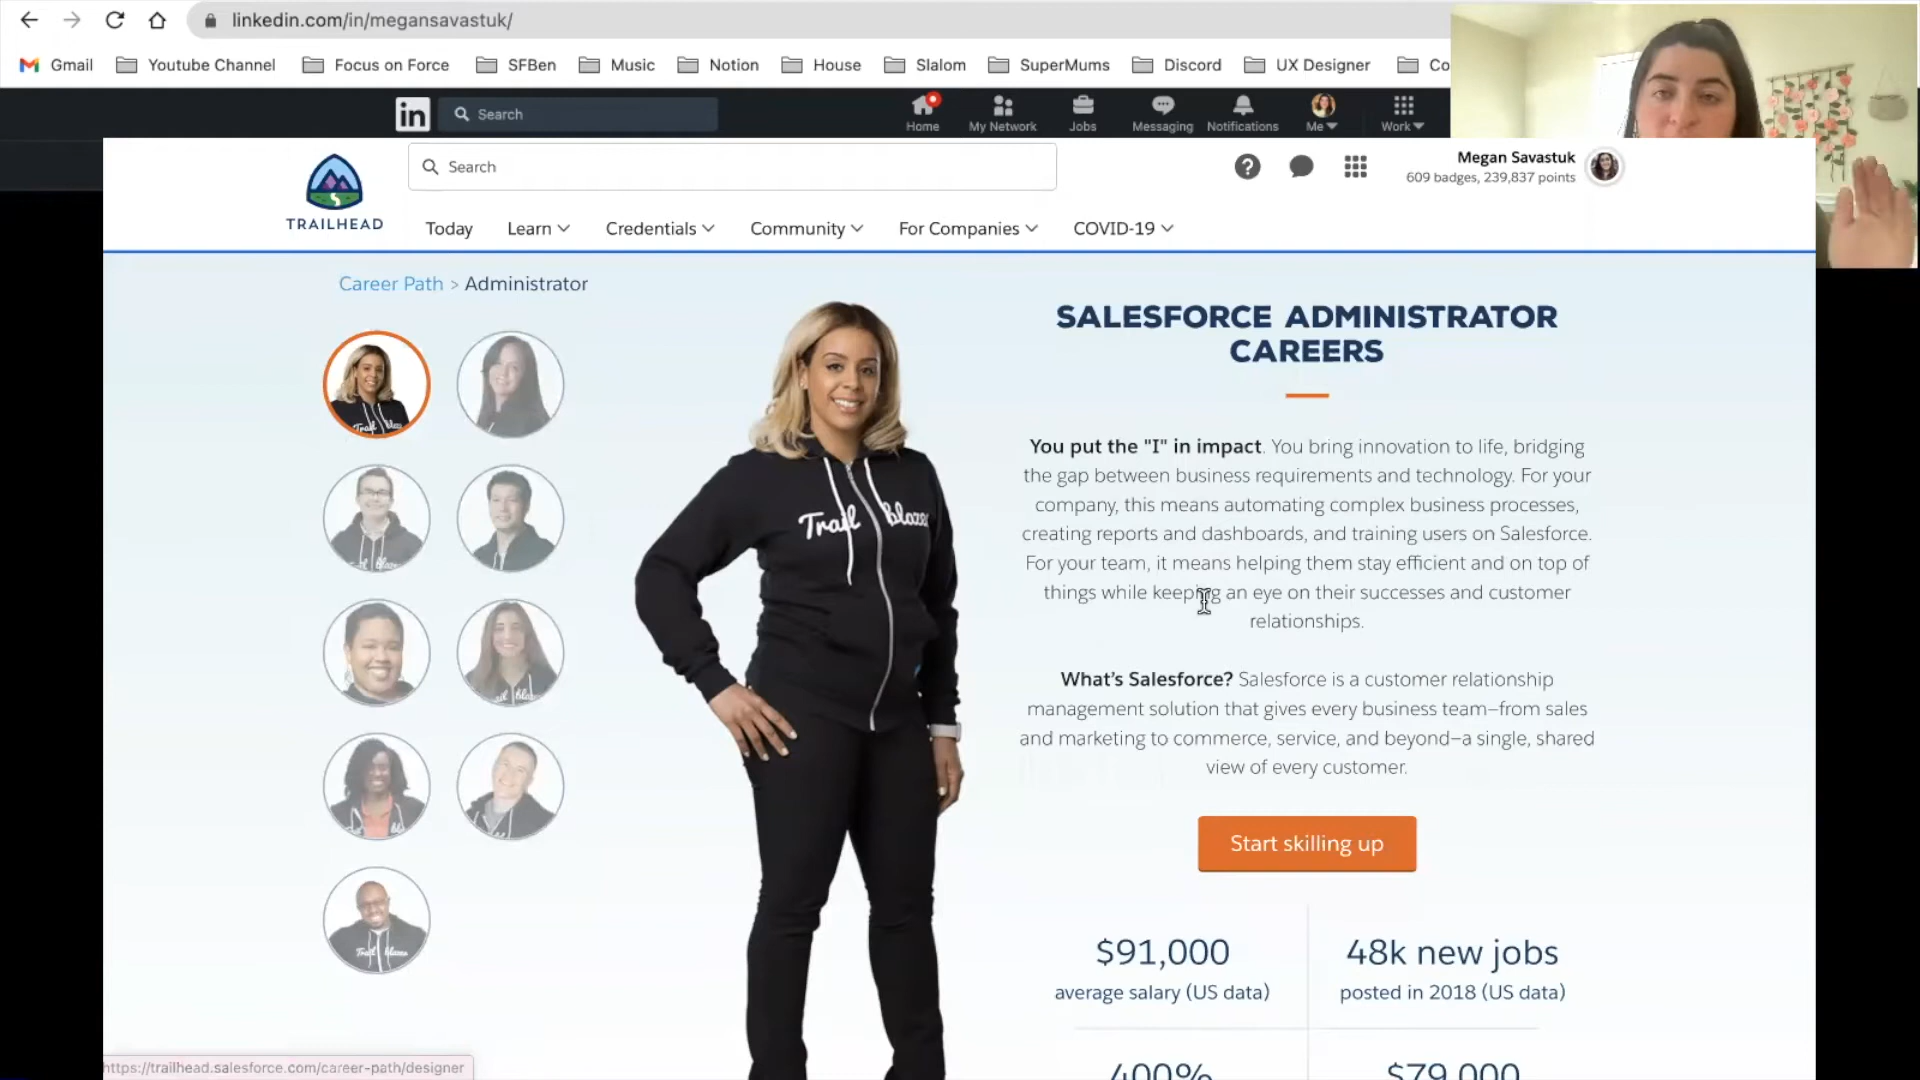 linkedin.com/in/megansavastuk/
Gmail Youtube Channel Focus on Force SFBen Music Notion House Slalom SuperMums Discord UX Designer Co
in Search Home My Network Jobs Messaging Notifications Me Work
Search
TRAILHEAD
Megan Savastuk
609 badges, 239,837 points
Today Learn Credentials Community For Companies COVID-19
Career Path > Administrator
SALESFORCE ADMINISTRATOR
CAREERS
You put the "I" in impact. You bring innovation to life, bridging
the gap between business requirements and technology. For your
company, this means automating complex business processes,
creating reports and dashboards, and training users on Salesforce.
For your team, it means helping them stay efficient and on top of
things while keeping an eye on their successes and customer
relationships.
Trail blazer
What's Salesforce? Salesforce is a customer relationship
management solution that gives every business team—from sales
and marketing to commerce, service, and beyond—a single, shared
view of every customer.
Start skilling up
$91,000
average salary (US data)
48k new jobs
posted in 2018 (US data)
400%
$79,000
https://trailhead.salesforce.com/career-path/designer